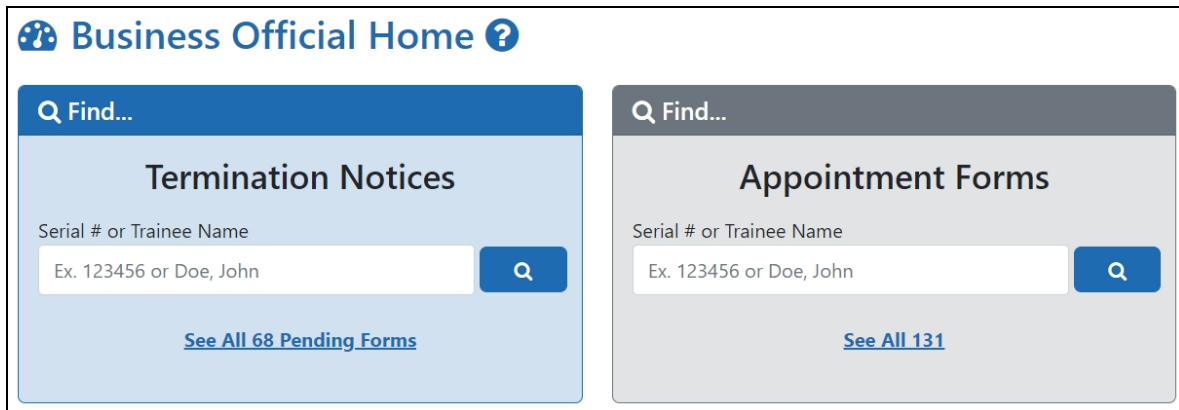 Business Official Home
Find...
Termination Notices
Serial # or Trainee Name
Ex. 123456 or Doe, John
See All 68 Pending Forms
Find...
Appointment Forms
Serial # or Trainee Name
Ex. 123456 or Doe, John
See All 131